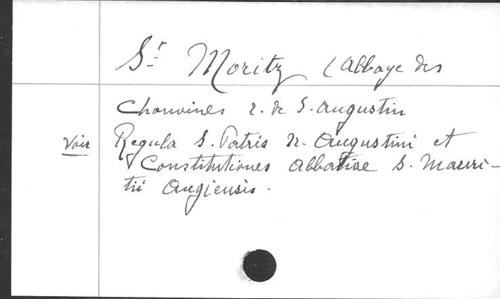 St Moritz (Abbaye des
Chanoines r. de S. Augustin
Voir Regula S. Patris N. Augustini et
Constitutiones abbatiae S. Mauri-
tii Augiensis.